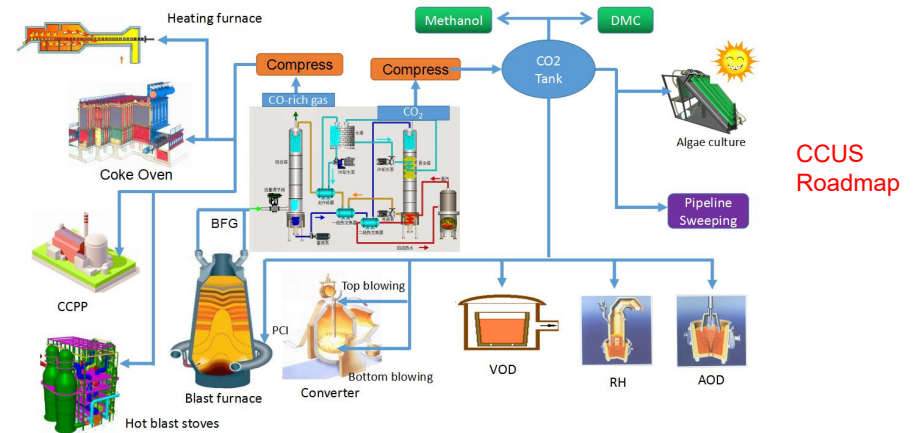 Heating furnace
Methanol
DMC
Compress
Compress
CO2
Tank
CO-rich gas
CO₂
Coke Oven
Algae culture
CCUS
Roadmap
BFG
Pipeline
Sweeping
CCPP
Top blowing
PCI
Bottom blowing
VOD
RH
AOD
Blast furnace
Converter
Hot blast stoves